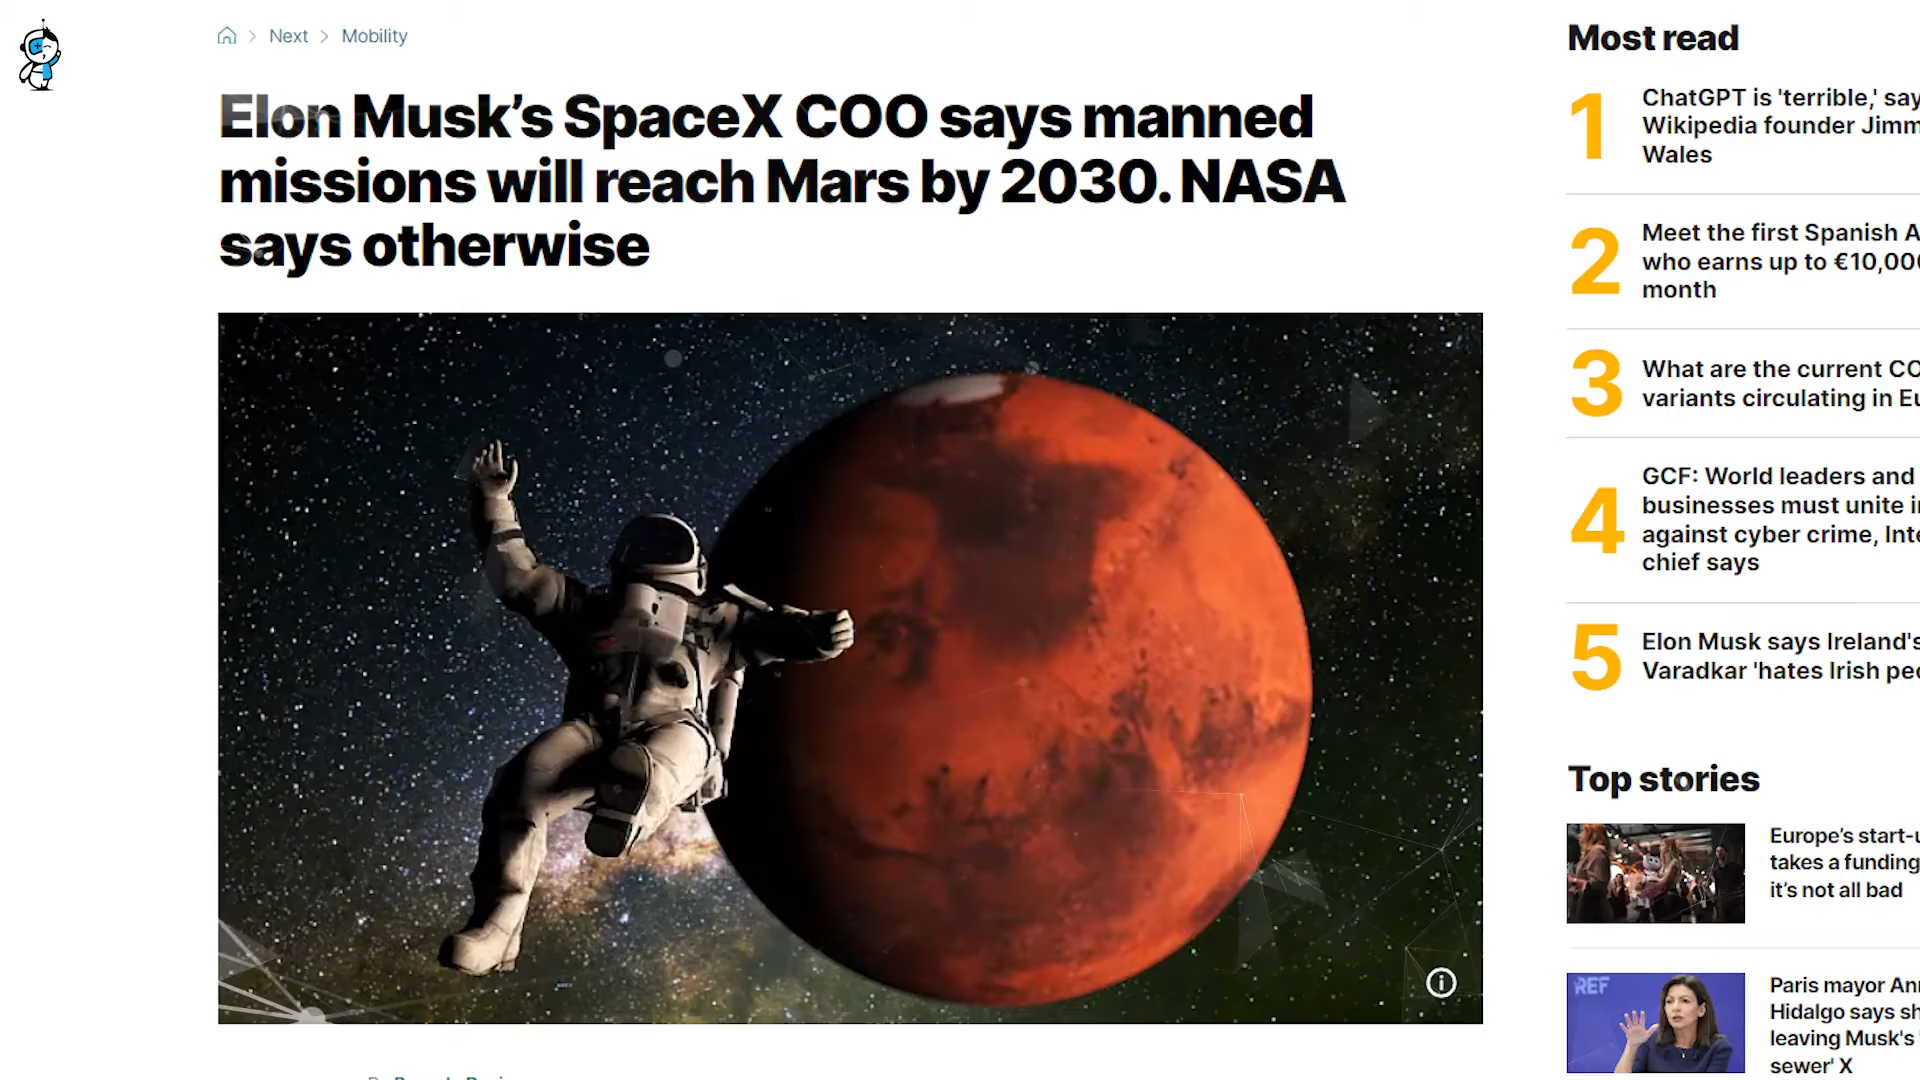 Next
Mobility
Elon Musk’s SpaceX COO says manned
missions will reach Mars by 2030. NASA
says otherwise
Most read
1
ChatGPT is 'terrible,' say
Wikipedia founder Jimm
Wales
2
Meet the first Spanish A
who earns up to €10,00
month
3
What are the current CO
variants circulating in Eu
4
GCF: World leaders and
businesses must unite i
against cyber crime, Inte
chief says
5
Elon Musk says Ireland's
Varadkar 'hates Irish peo
Top stories
Europe’s start-u
takes a funding
it’s not all bad
REF
Paris mayor Ann
Hidalgo says sh
leaving Musk's '
sewer' X